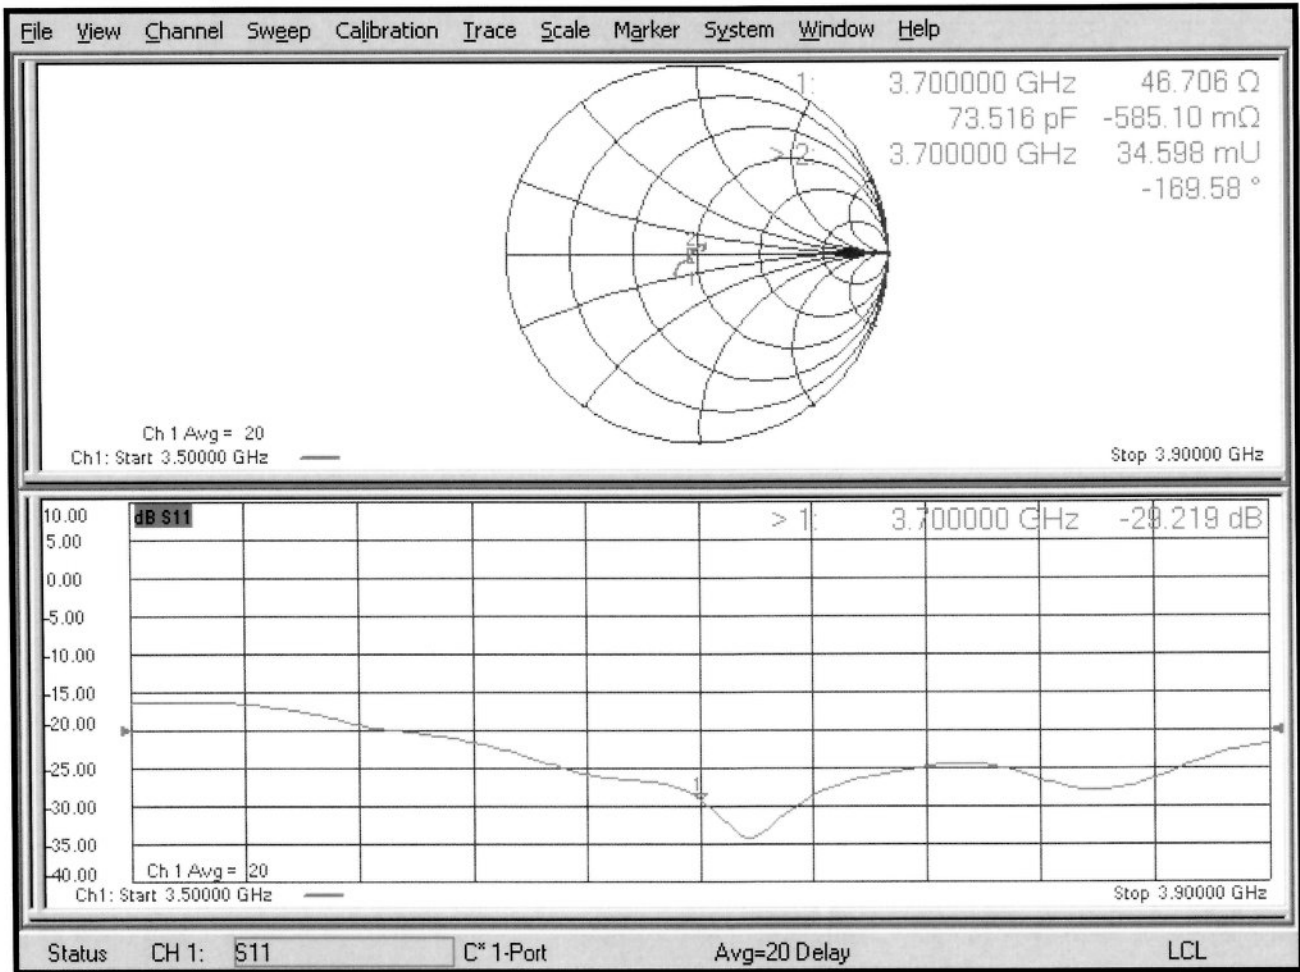 File View Channel Sweep Calibration Trace Scale Marker System Window Help
1: 3.700000 GHz 46.706 Ω
73.516 pF -585.10 mΩ
> 2: 3.700000 GHz 34.598 mU
-169.58 °
2
1
Ch 1 Avg = 20
Ch1: Start 3.50000 GHz
Stop 3.90000 GHz
10.00
dB S11
> 1: 3.700000 GHz -29.219 dB
5.00
0.00
-5.00
-10.00
-15.00
-20.00
-25.00
1
-30.00
-35.00
-40.00
Ch 1 Avg = 20
Ch1: Start 3.50000 GHz
Stop 3.90000 GHz
Status CH 1: S11 C* 1-Port Avg=20 Delay LCL